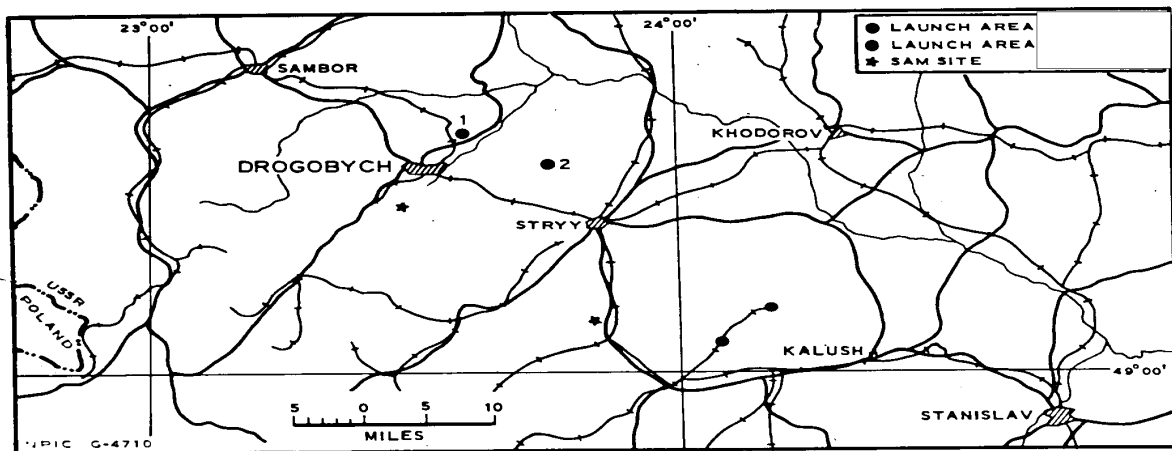 23°00'
24°00'
LAUNCH AREA
LAUNCH AREA
SAM SITE
SAMBOR
1
KHODOROV
DROGOBYCH
2
STRYY
USSR
POLAND
KALUSH
49°00'
STANISLAV
5 0 5 10
MILES
NPIC G-4710